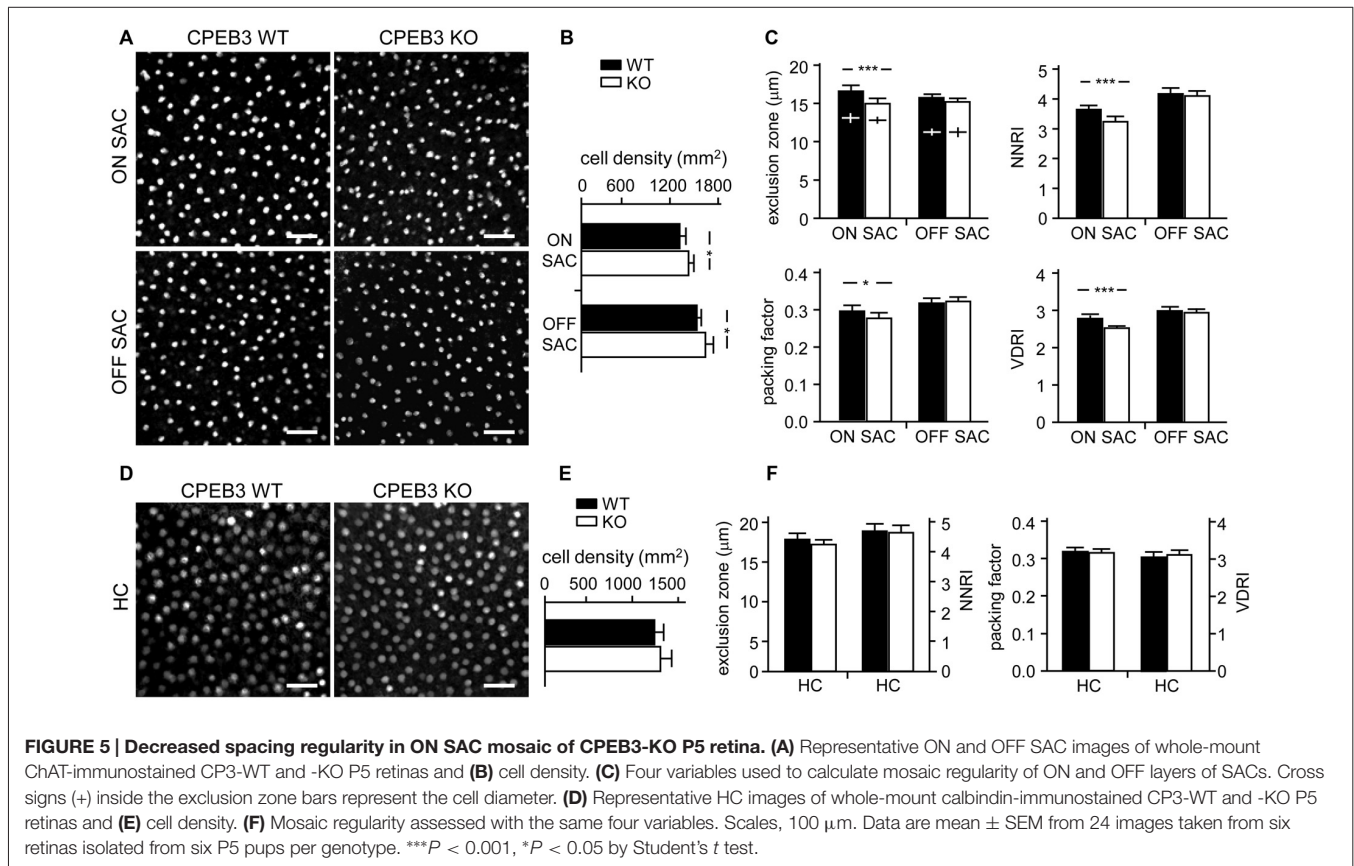 A
CPEB3 WT CPEB3 KO
ON SAC
OFF SAC
B
WT
KO
cell density (mm²)
0 600 1200 1800
ON
SAC
*
OFF
SAC
*
C
20
15
10
5
0.0
exclusion zone (µm)
***
ON SAC OFF SAC
5
4
3
2
1
0
NNRI
***
ON SAC OFF SAC
0.4
0.3
0.2
0.1
0.0
packing factor
*
ON SAC OFF SAC
4
3
2
1
0
VDRI
***
ON SAC OFF SAC
D
CPEB3 WT CPEB3 KO
HC
E
WT
KO
cell density (mm²)
0 500 1000 1500
F
20
15
10
5
0
exclusion zone (µm)
5
4
3
2
1
0
NNRI
HC HC
0.4
0.3
0.2
0.1
0.0
packing factor
4
3
2
1
0
VDRI
HC HC
FIGURE 5 | Decreased spacing regularity in ON SAC mosaic of CPEB3-KO P5 retina. (A) Representative ON and OFF SAC images of whole-mount
ChAT-immunostained CP3-WT and -KO P5 retinas and (B) cell density. (C) Four variables used to calculate mosaic regularity of ON and OFF layers of SACs. Cross
signs (+) inside the exclusion zone bars represent the cell diameter. (D) Representative HC images of whole-mount calbindin-immunostained CP3-WT and -KO P5
retinas and (E) cell density. (F) Mosaic regularity assessed with the same four variables. Scales, 100 µm. Data are mean ± SEM from 24 images taken from six
retinas isolated from six P5 pups per genotype. ***P < 0.001, *P < 0.05 by Student's t test.